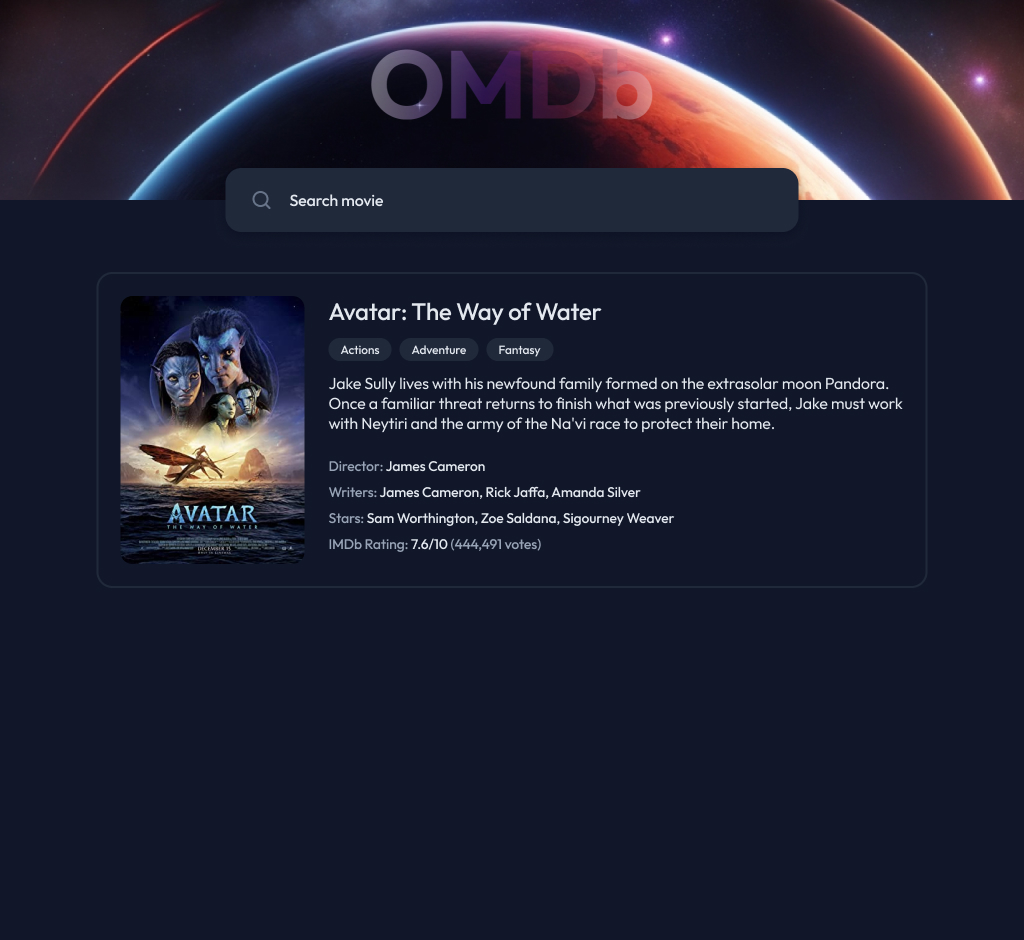 OMDb
Search movie
Avatar: The Way of Water
Actions Adventure Fantasy
Jake Sully lives with his newfound family formed on the extrasolar moon Pandora.
Once a familiar threat returns to finish what was previously started, Jake must work
with Neytiri and the army of the Na'vi race to protect their home.
Director: James Cameron
Writers: James Cameron, Rick Jaffa, Amanda Silver
Stars: Sam Worthington, Zoe Saldana, Sigourney Weaver
IMDb Rating: 7.6/10 (444,491 votes)
AVATAR
THE WAY OF WATER